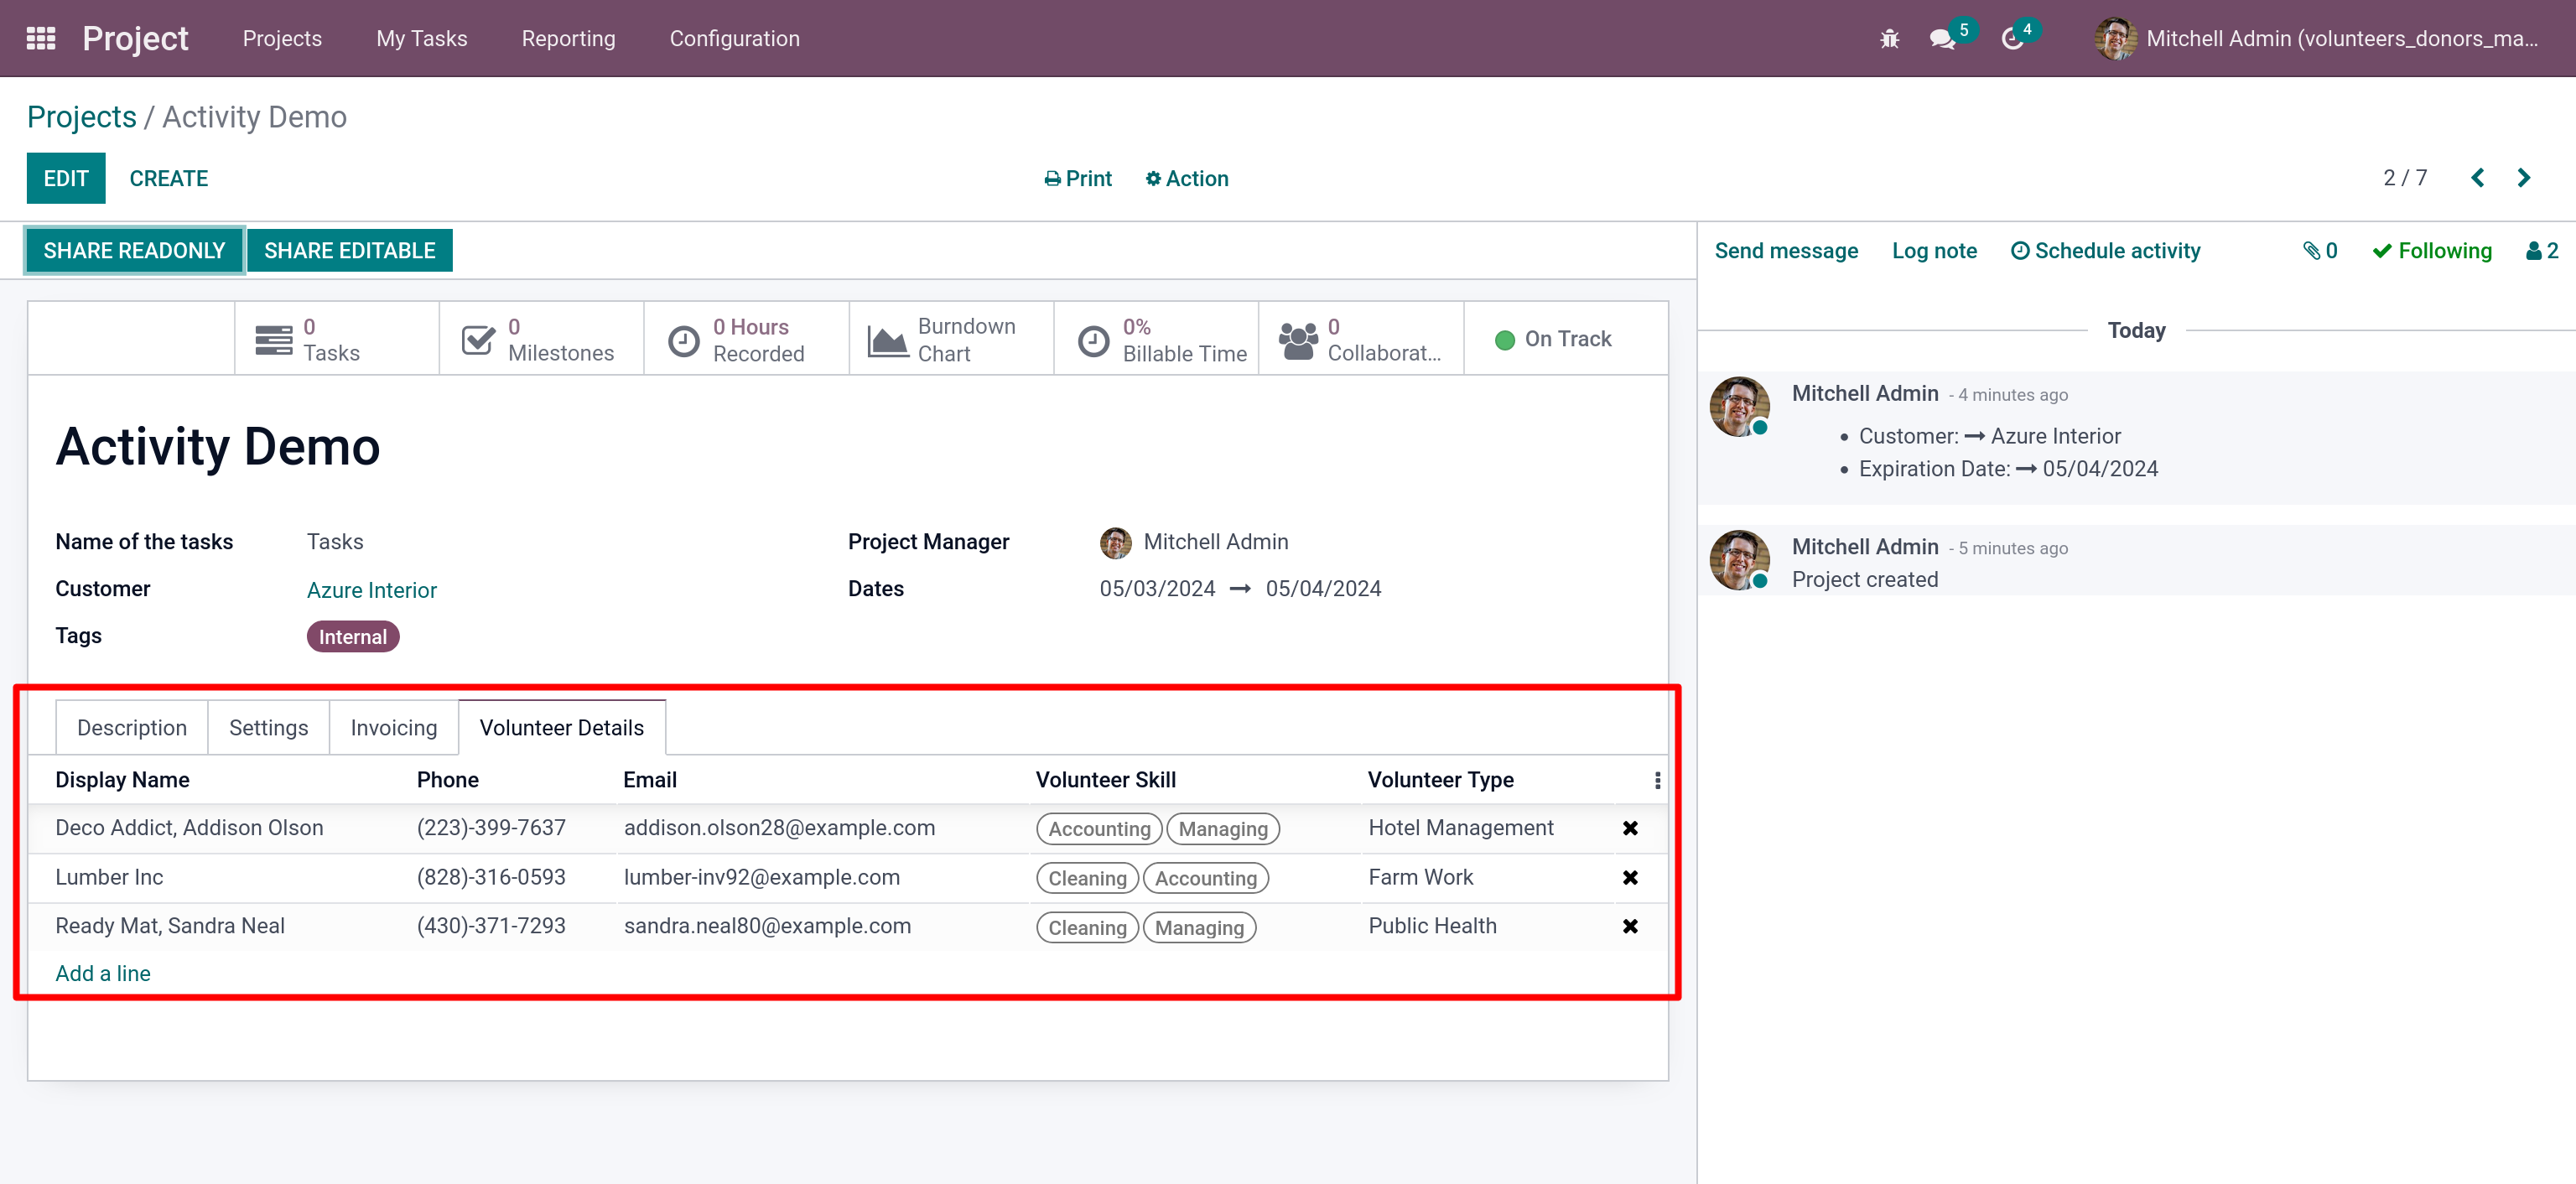 Project Projects My Tasks Reporting Configuration 5 4 Mitchell Admin (volunteers_donors_ma...
Projects / Activity Demo
EDIT CREATE Print Action 2 / 7
SHARE READONLY SHARE EDITABLE
Send message Log note Schedule activity 0 Following 2
0 Tasks
0 Milestones
0 Hours Recorded
Burndown Chart
0% Billable Time
0 Collaborat...
On Track
Activity Demo
Name of the tasks Tasks
Customer Azure Interior
Tags Internal
Project Manager Mitchell Admin
Dates 05/03/2024 → 05/04/2024
Description Settings Invoicing Volunteer Details
Display Name Phone Email Volunteer Skill Volunteer Type
Deco Addict, Addison Olson (223)-399-7637 addison.olson28@example.com Accounting Managing Hotel Management
Lumber Inc (828)-316-0593 lumber-inv92@example.com Cleaning Accounting Farm Work
Ready Mat, Sandra Neal (430)-371-7293 sandra.neal80@example.com Cleaning Managing Public Health
Add a line
Today
Mitchell Admin - 4 minutes ago
• Customer: → Azure Interior
• Expiration Date: → 05/04/2024
Mitchell Admin - 5 minutes ago
Project created